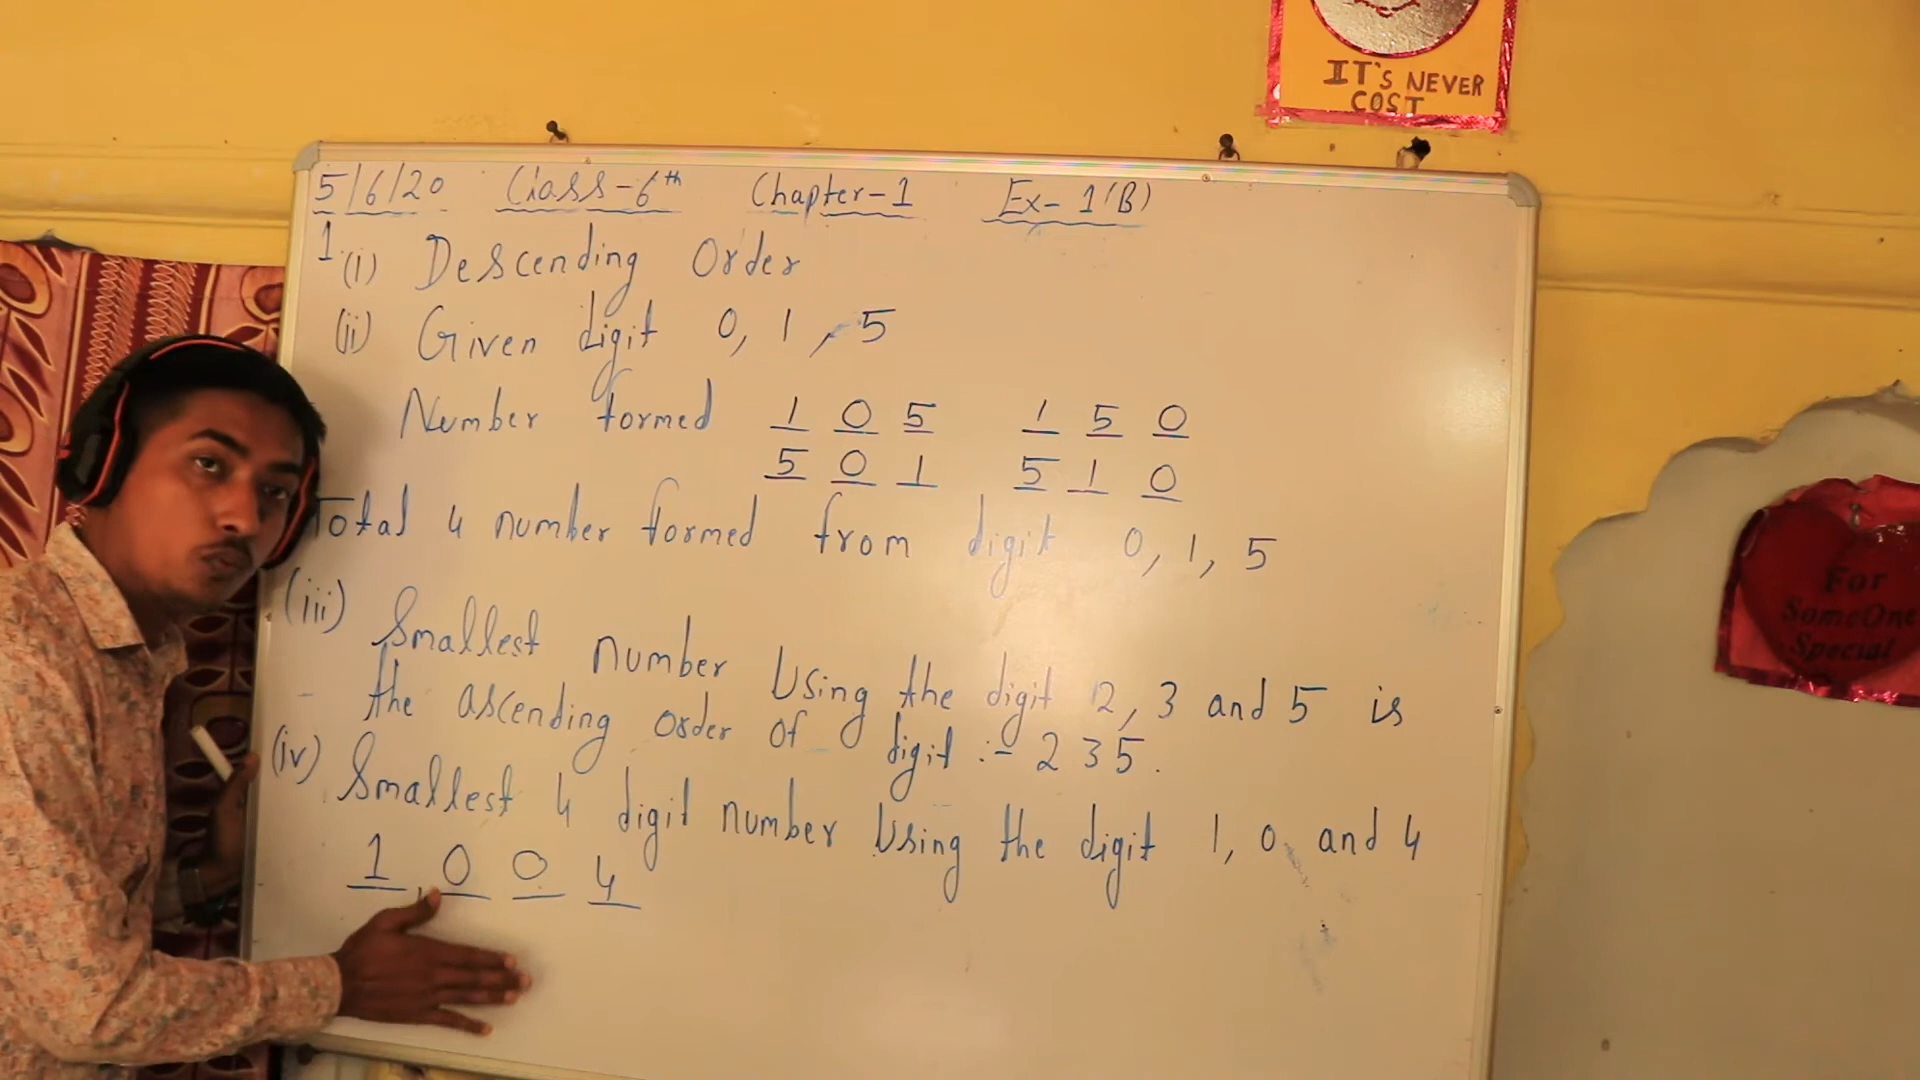 IT'S NEVER
COST
5/6/20 Class-6th Chapter-1 Ex-1(B)
1.(i) Descending Order
(ii) Given digit 0, 1, 5
Number formed 1 0 5 1 5 0
5 0 1 5 1 0
Total 4 number formed from digit 0, 1, 5
(iii) Smallest number Using the digit 2, 3 and 5 is
the ascending order of digit :- 2 3 5.
(iv) Smallest 4 digit number Using the digit 1, 0 and 4
1,0 0 4
For
SomeOne
Special